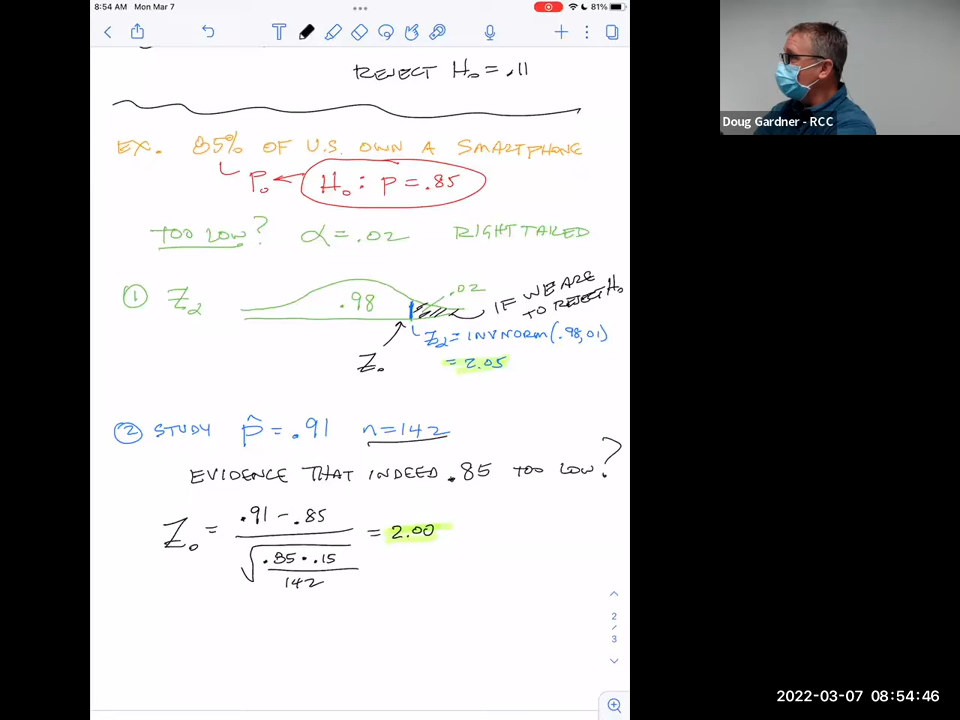 8:54 AM Mon Mar 7
81%
REJECT H₀ = .11
EX. 85% OF U.S. OWN A SMARTPHONE
P₀ ← H₀ : P = .85
TOO LOW? α = .02 RIGHT TAILED
① Z₂ .98 .02 IF WE ARE
TO REJECT H₀
Z₂ = INVNORM(.98,0,1)
= 2.05
Z₀
② STUDY p̂ = .91 n = 142
EVIDENCE THAT INDEED .85 TOO LOW?
Z₀ = .91 - .85 / √(.85 · .15 / 142) = 2.00
2
/
3
Doug Gardner - RCC
2022-03-07 08:54:46